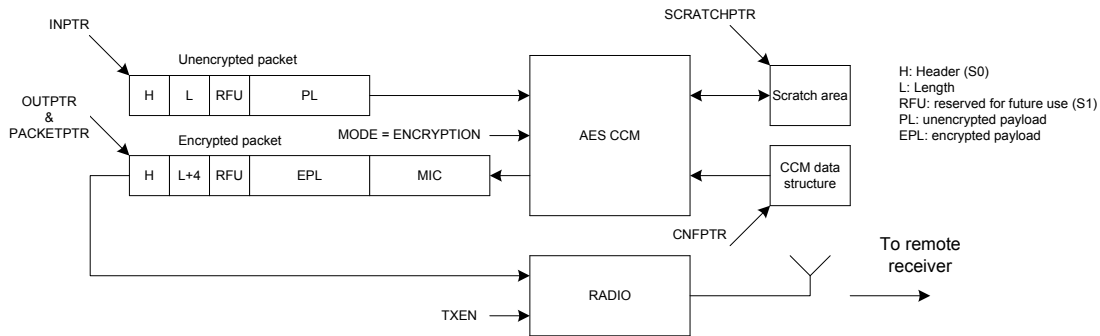 SCRATCHPTR
INPTR
Unencrypted packet
H L RFU PL
Scratch area
H: Header (S0)
L: Length
RFU: reserved for future use (S1)
PL: unencrypted payload
EPL: encrypted payload
OUTPTR
&
PACKETPTR
MODE = ENCRYPTION
AES CCM
Encrypted packet
H L+4 RFU EPL MIC
CCM data
structure
CNFPTR
To remote
receiver
RADIO
TXEN